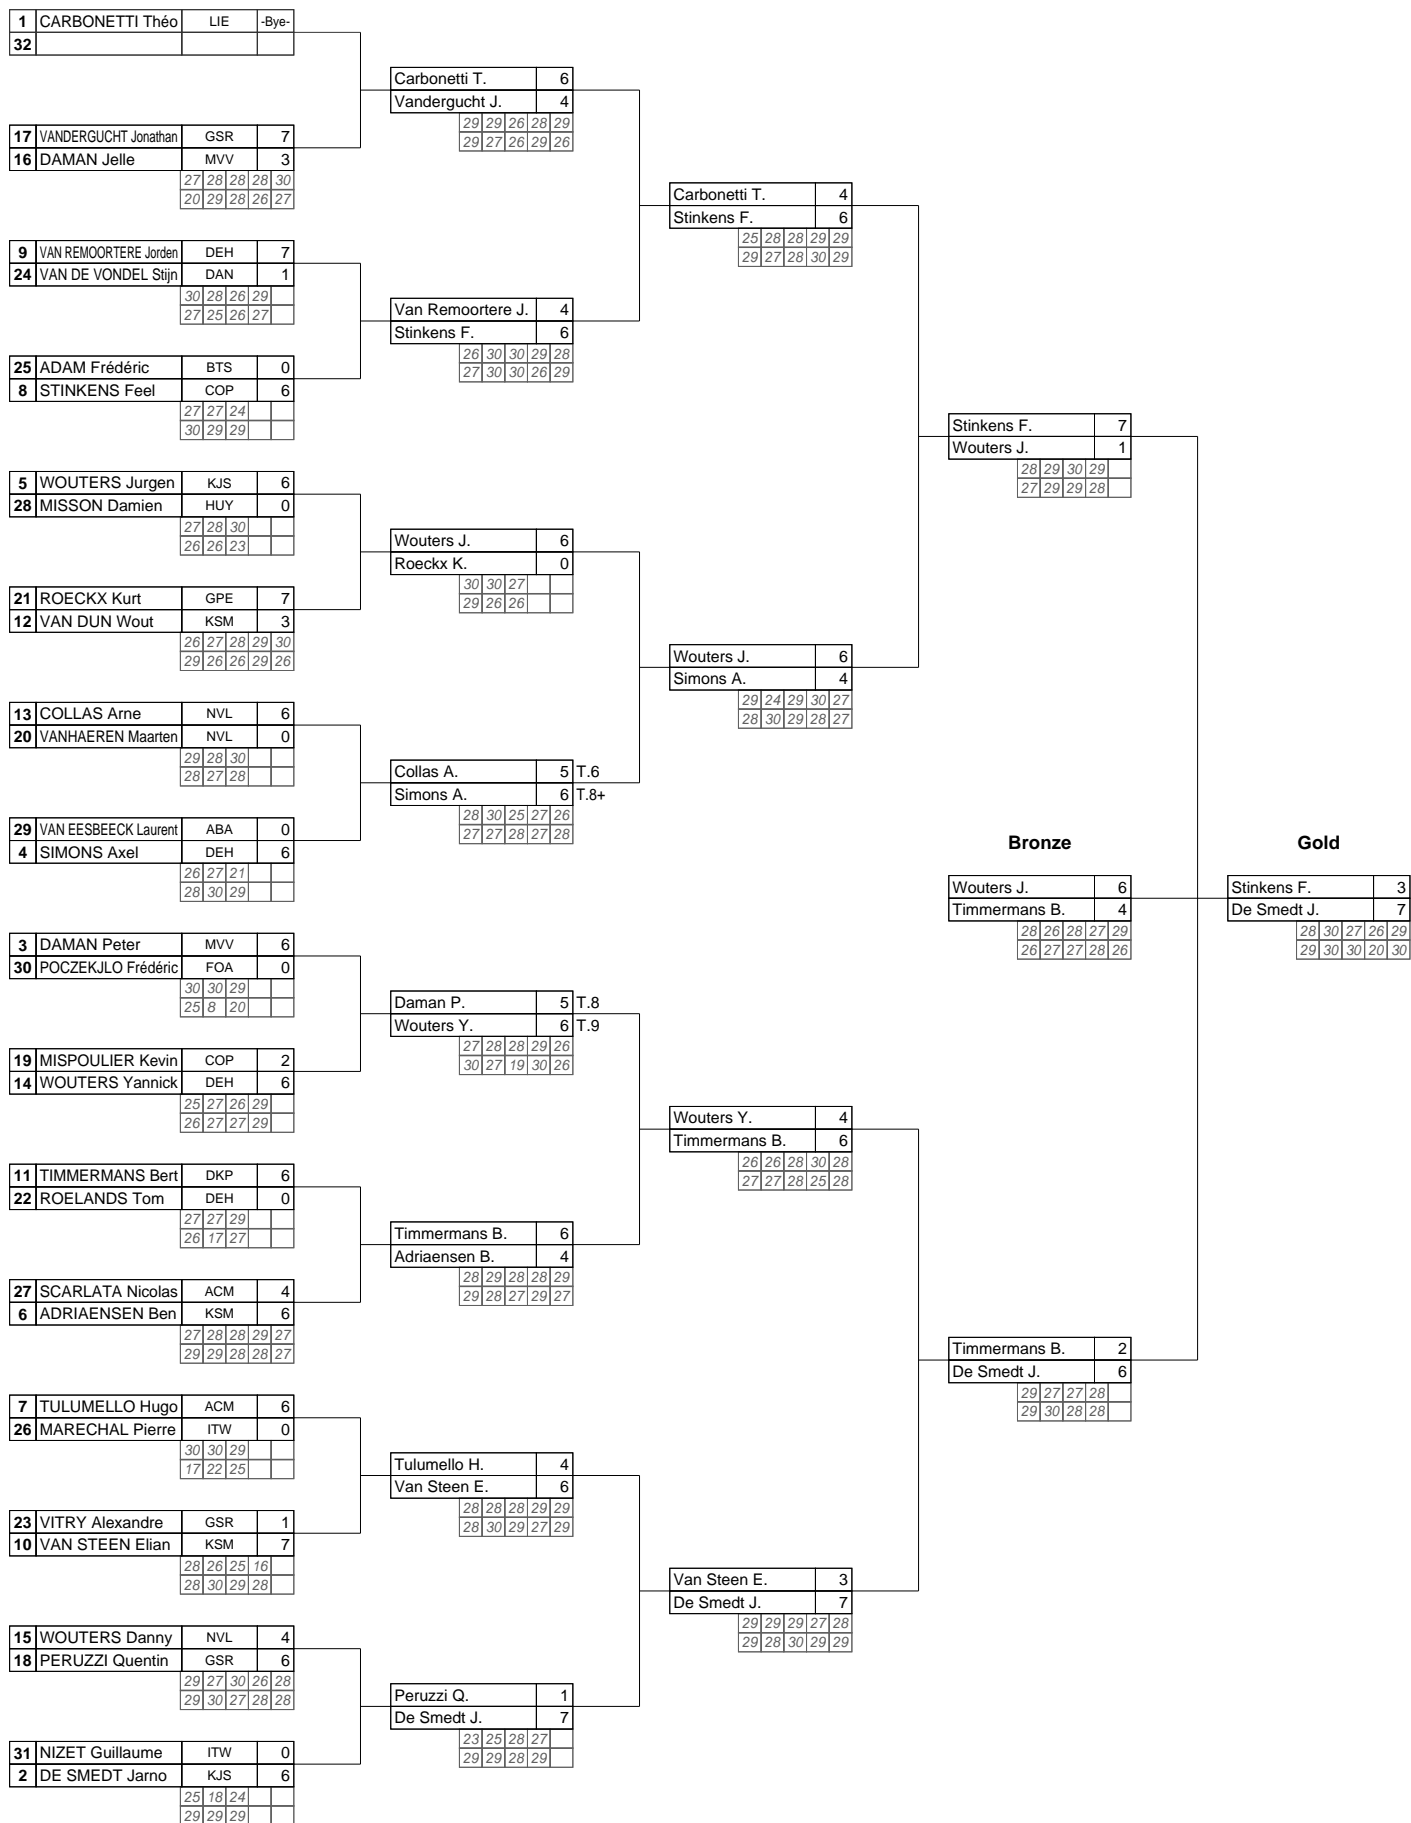 1 CARBONETTI Théo LIE -Bye-
32
17 VANDERGUCHT Jonathan GSR 7
16 DAMAN Jelle MVV 3
27 28 28 28 30
20 29 28 26 27
9 VAN REMOORTERE Jorden DEH 7
24 VAN DE VONDEL Stijn DAN 1
30 28 26 29
27 25 26 27
25 ADAM Frédéric BTS 0
8 STINKENS Feel COP 6
27 27 24
30 29 29
5 WOUTERS Jurgen KJS 6
28 MISSON Damien HUY 0
27 28 30
26 26 23
21 ROECKX Kurt GPE 7
12 VAN DUN Wout KSM 3
26 27 28 29 30
29 26 26 29 26
13 COLLAS Arne NVL 6
20 VANHAEREN Maarten NVL 0
29 28 30
28 27 28
29 VAN EESBEECK Laurent ABA 0
4 SIMONS Axel DEH 6
26 27 21
28 30 29
3 DAMAN Peter MVV 6
30 POCZEKJLO Frédéric FOA 0
30 30 29
25 8 20
19 MISPOULIER Kevin COP 2
14 WOUTERS Yannick DEH 6
25 27 26 29
26 27 27 29
11 TIMMERMANS Bert DKP 6
22 ROELANDS Tom DEH 0
27 27 29
26 17 27
27 SCARLATA Nicolas ACM 4
6 ADRIAENSEN Ben KSM 6
27 28 28 29 27
29 29 28 28 27
7 TULUMELLO Hugo ACM 6
26 MARECHAL Pierre ITW 0
30 30 29
17 22 25
23 VITRY Alexandre GSR 1
10 VAN STEEN Elian KSM 7
28 26 25 16
28 30 29 28
15 WOUTERS Danny NVL 4
18 PERUZZI Quentin GSR 6
29 27 30 26 28
29 30 27 28 28
31 NIZET Guillaume ITW 0
2 DE SMEDT Jarno KJS 6
25 18 24
29 29 29
Carbonetti T. 6
Vandergucht J. 4
29 29 26 28 29
29 27 26 29 26
Van Remoortere J. 4
Stinkens F. 6
26 30 30 29 28
27 30 30 26 29
Wouters J. 6
Roeckx K. 0
30 30 27
29 26 26
Collas A. 5 T.6
Simons A. 6 T.8+
28 30 25 27 26
27 27 28 27 28
Daman P. 5 T.8
Wouters Y. 6 T.9
27 28 28 29 26
30 27 19 30 26
Timmermans B. 6
Adriaensen B. 4
28 29 28 28 29
29 28 27 29 27
Tulumello H. 4
Van Steen E. 6
28 28 28 29 29
28 30 29 27 29
Peruzzi Q. 1
De Smedt J. 7
23 25 28 27
29 29 28 29
Carbonetti T. 4
Stinkens F. 6
25 28 28 29 29
29 27 28 30 29
Wouters J. 6
Simons A. 4
29 24 29 30 27
28 30 29 28 27
Wouters Y. 4
Timmermans B. 6
26 26 28 30 28
27 27 28 25 28
Van Steen E. 3
De Smedt J. 7
29 29 29 27 28
29 28 30 29 29
Stinkens F. 7
Wouters J. 1
28 29 30 29
27 29 29 28
Timmermans B. 2
De Smedt J. 6
29 27 27 28
29 30 28 28
Bronze
Wouters J. 6
Timmermans B. 4
28 26 28 27 29
26 27 27 28 26
Gold
Stinkens F. 3
De Smedt J. 7
28 30 27 26 29
29 30 30 20 30